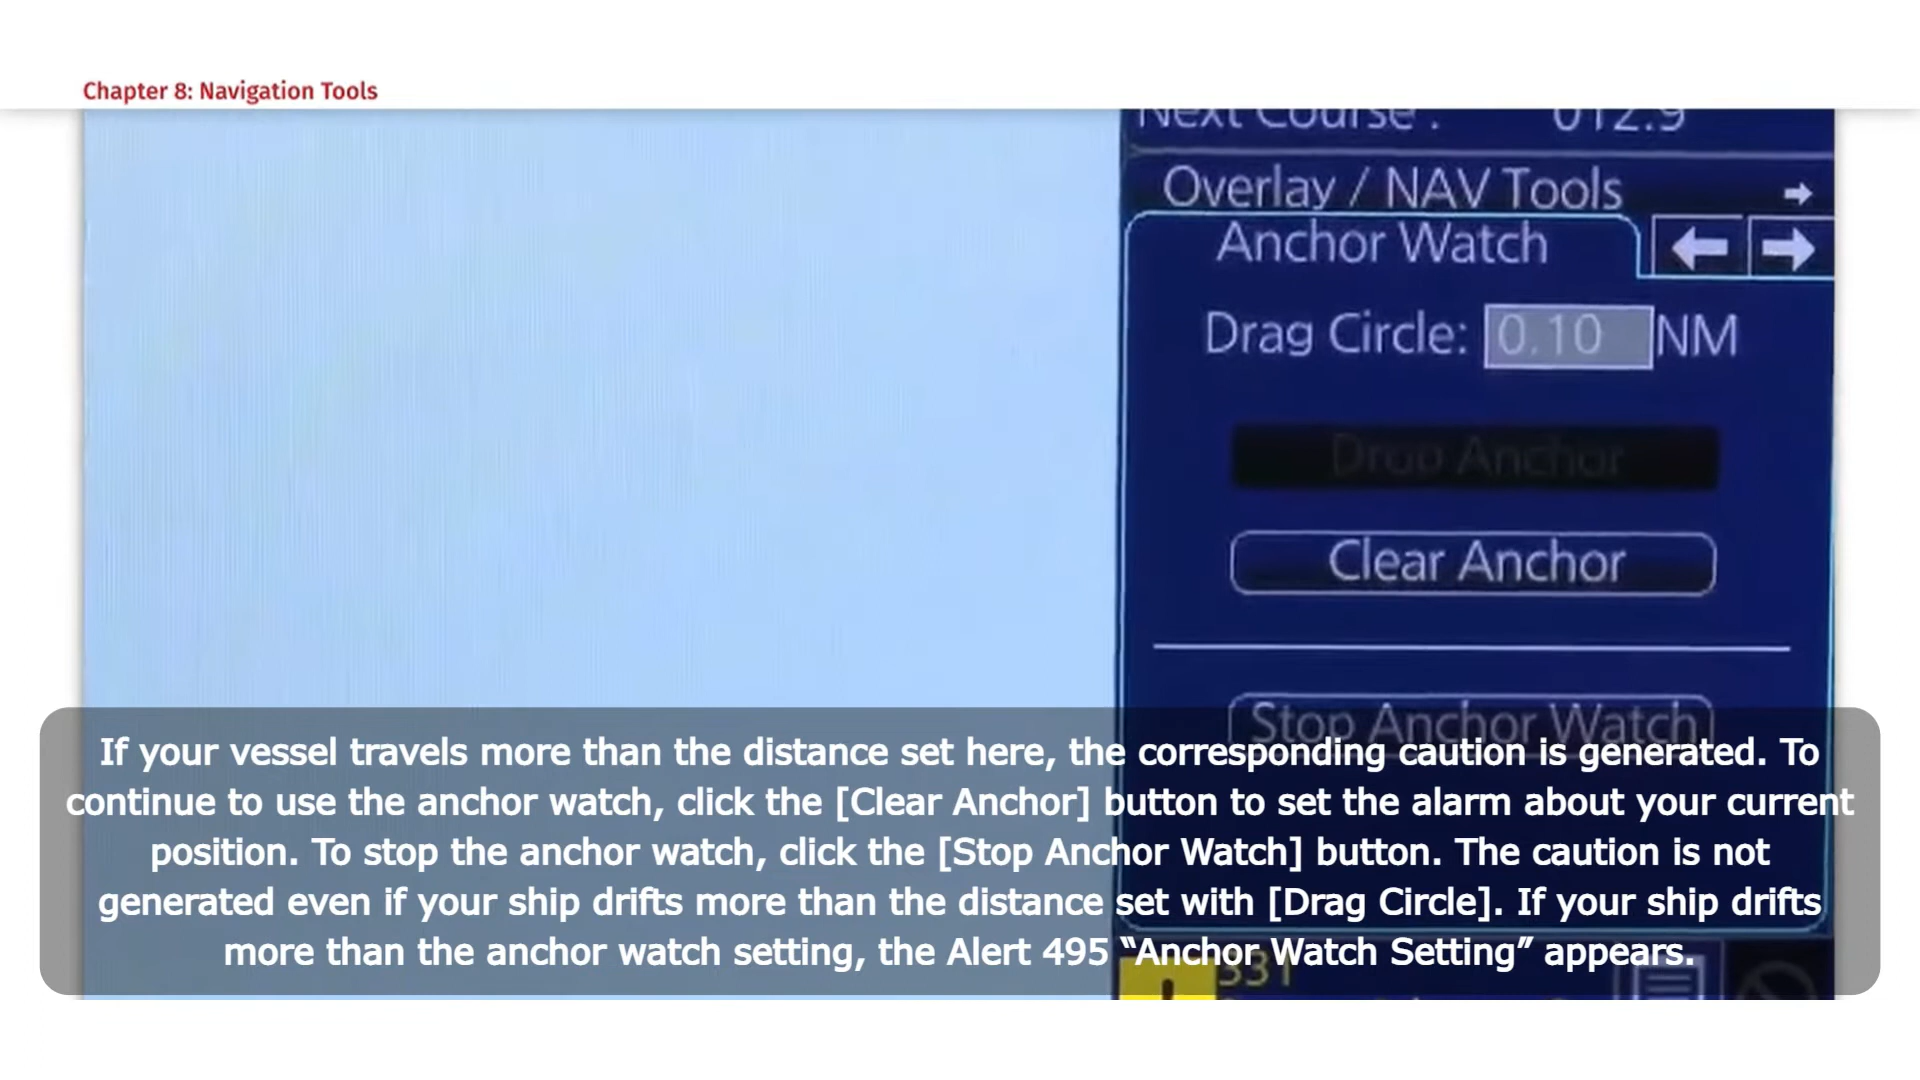 Chapter 8: Navigation Tools
Next Course : 012.9
Overlay / NAV Tools
Anchor Watch
Drag Circle: 0.10 NM
Drop Anchor
Clear Anchor
Stop Anchor Watch
If your vessel travels more than the distance set here, the corresponding caution is generated. To
continue to use the anchor watch, click the [Clear Anchor] button to set the alarm about your current
position. To stop the anchor watch, click the [Stop Anchor Watch] button. The caution is not
generated even if your ship drifts more than the distance set with [Drag Circle]. If your ship drifts
more than the anchor watch setting, the Alert 495 “Anchor Watch Setting” appears.
331